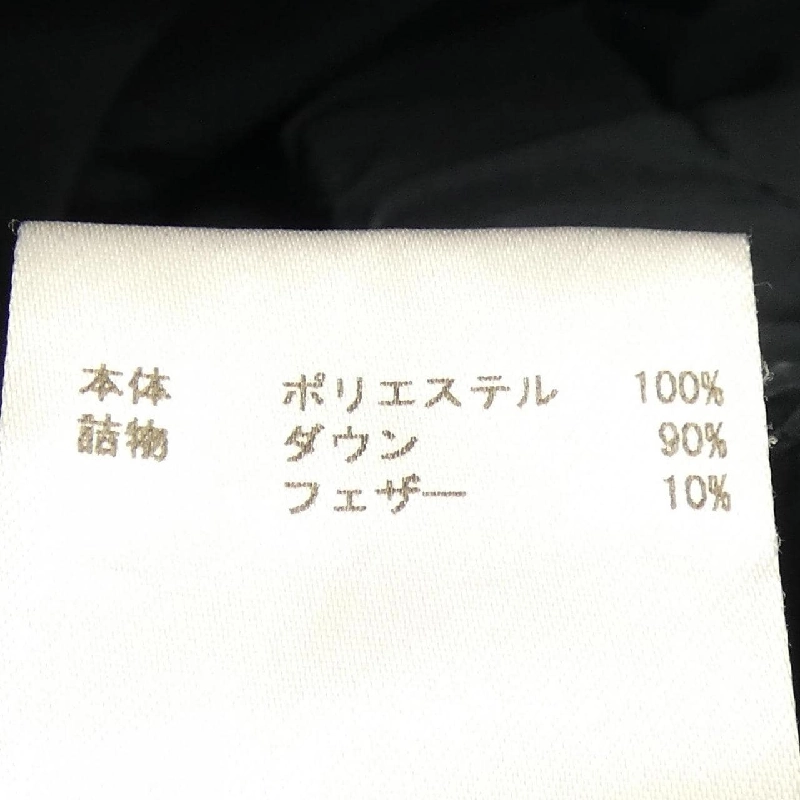 本体 ポリエステル 100%
詰物 ダウン 90%
フェザー 10%